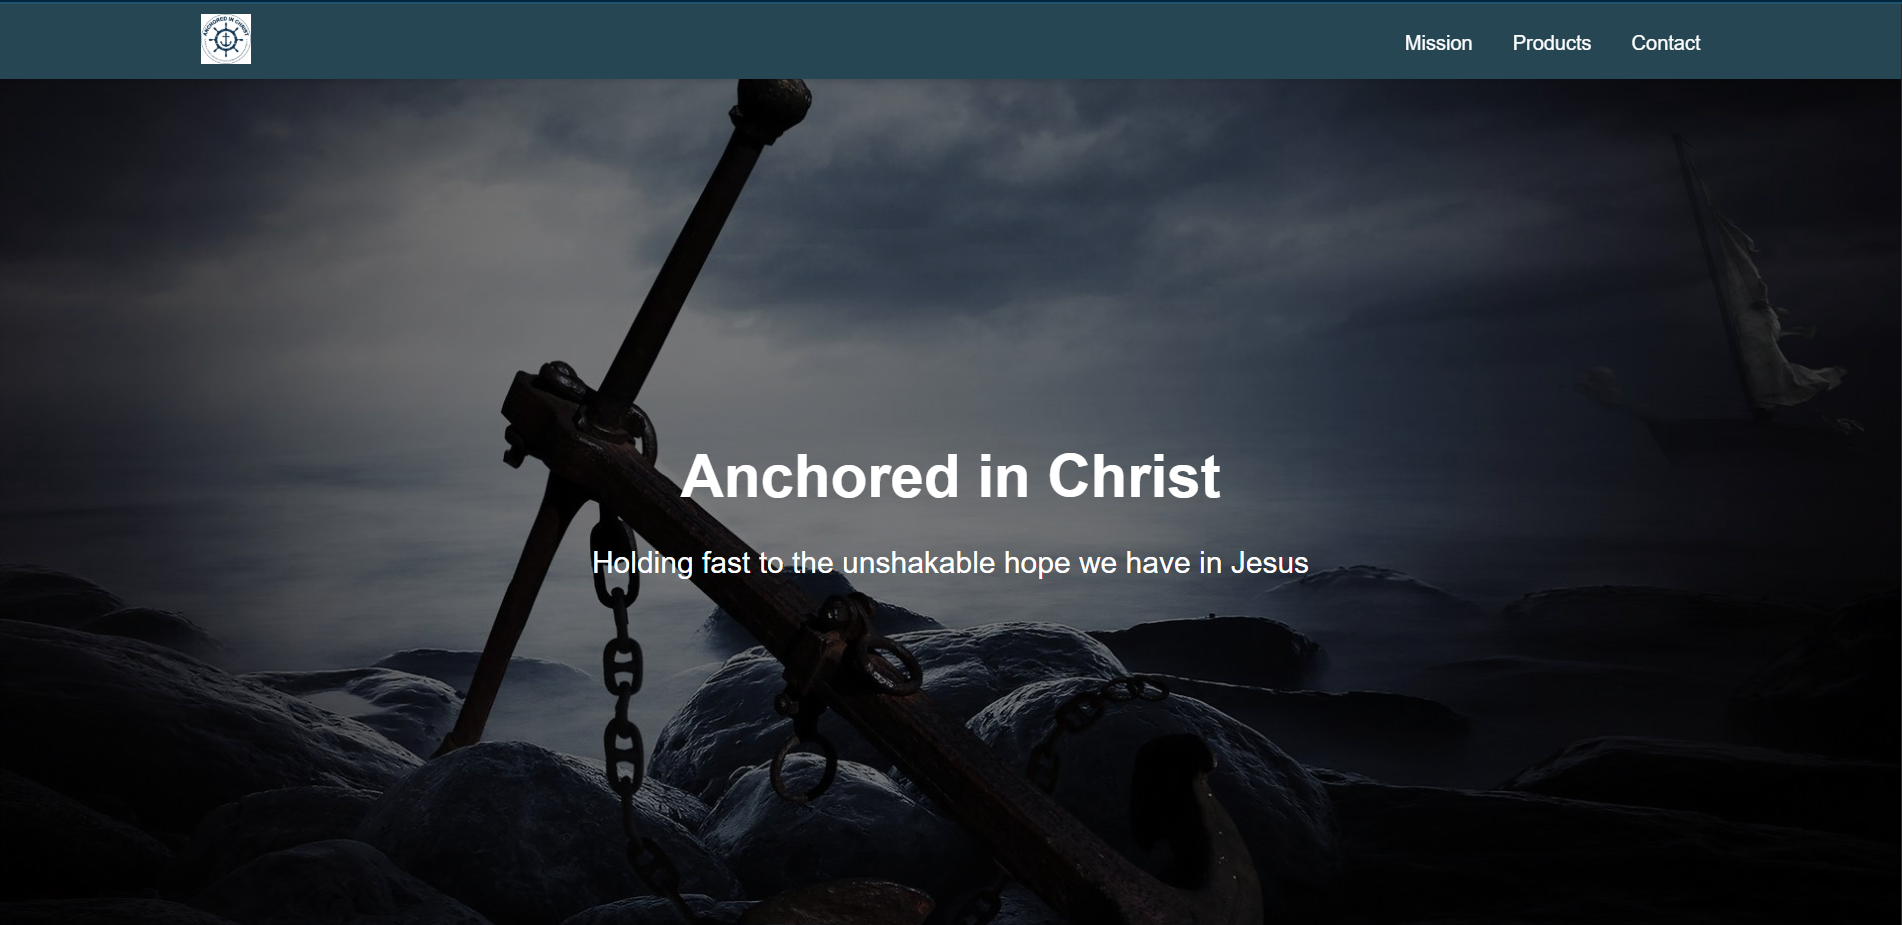 ANCHORED IN CHRIST
Mission Products Contact
Anchored in Christ
Holding fast to the unshakable hope we have in Jesus